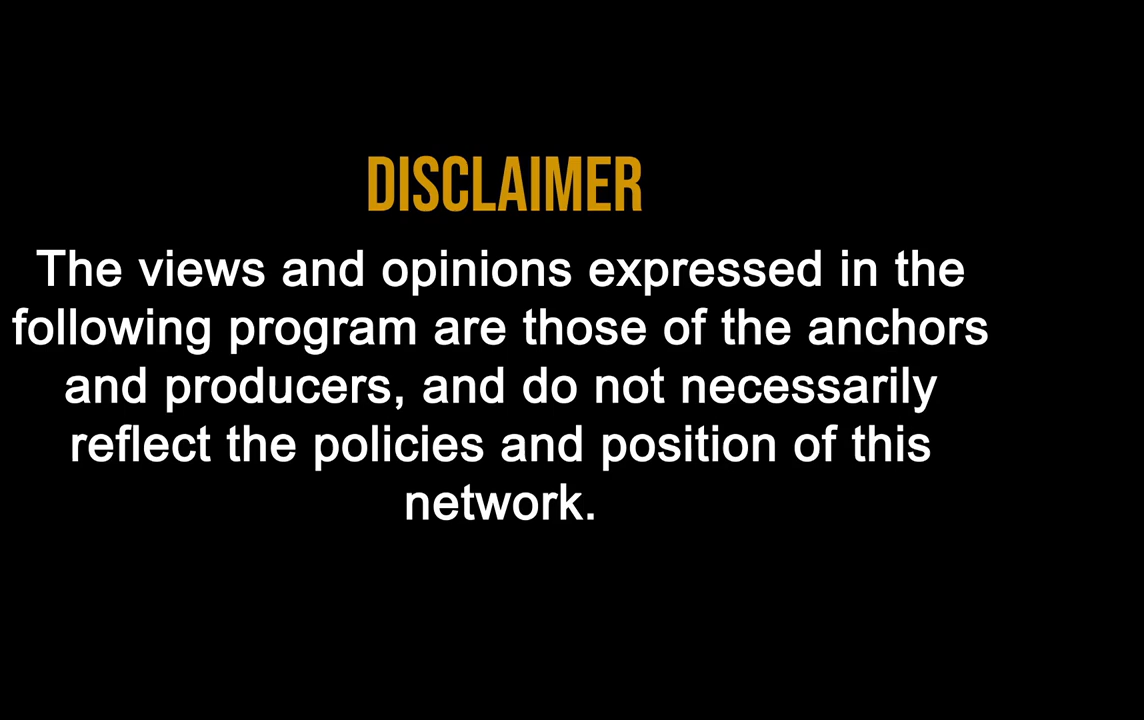 DISCLAIMER
The views and opinions expressed in the
following program are those of the anchors
and producers, and do not necessarily
reflect the policies and position of this
network.